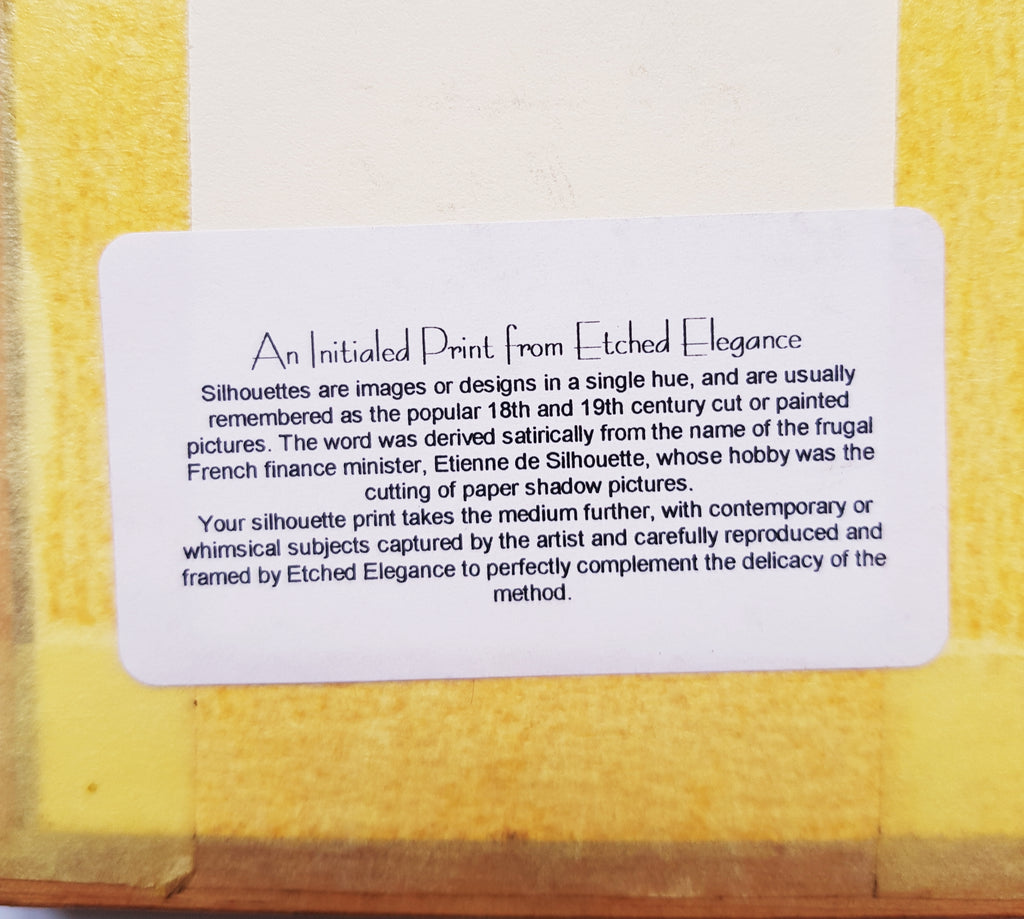 An Initialed Print from Etched Elegance
Silhouettes are images or designs in a single hue, and are usually
remembered as the popular 18th and 19th century cut or painted
pictures. The word was derived satirically from the name of the frugal
French finance minister, Etienne de Silhouette, whose hobby was the
cutting of paper shadow pictures.
Your silhouette print takes the medium further, with contemporary or
whimsical subjects captured by the artist and carefully reproduced and
framed by Etched Elegance to perfectly complement the delicacy of the
method.